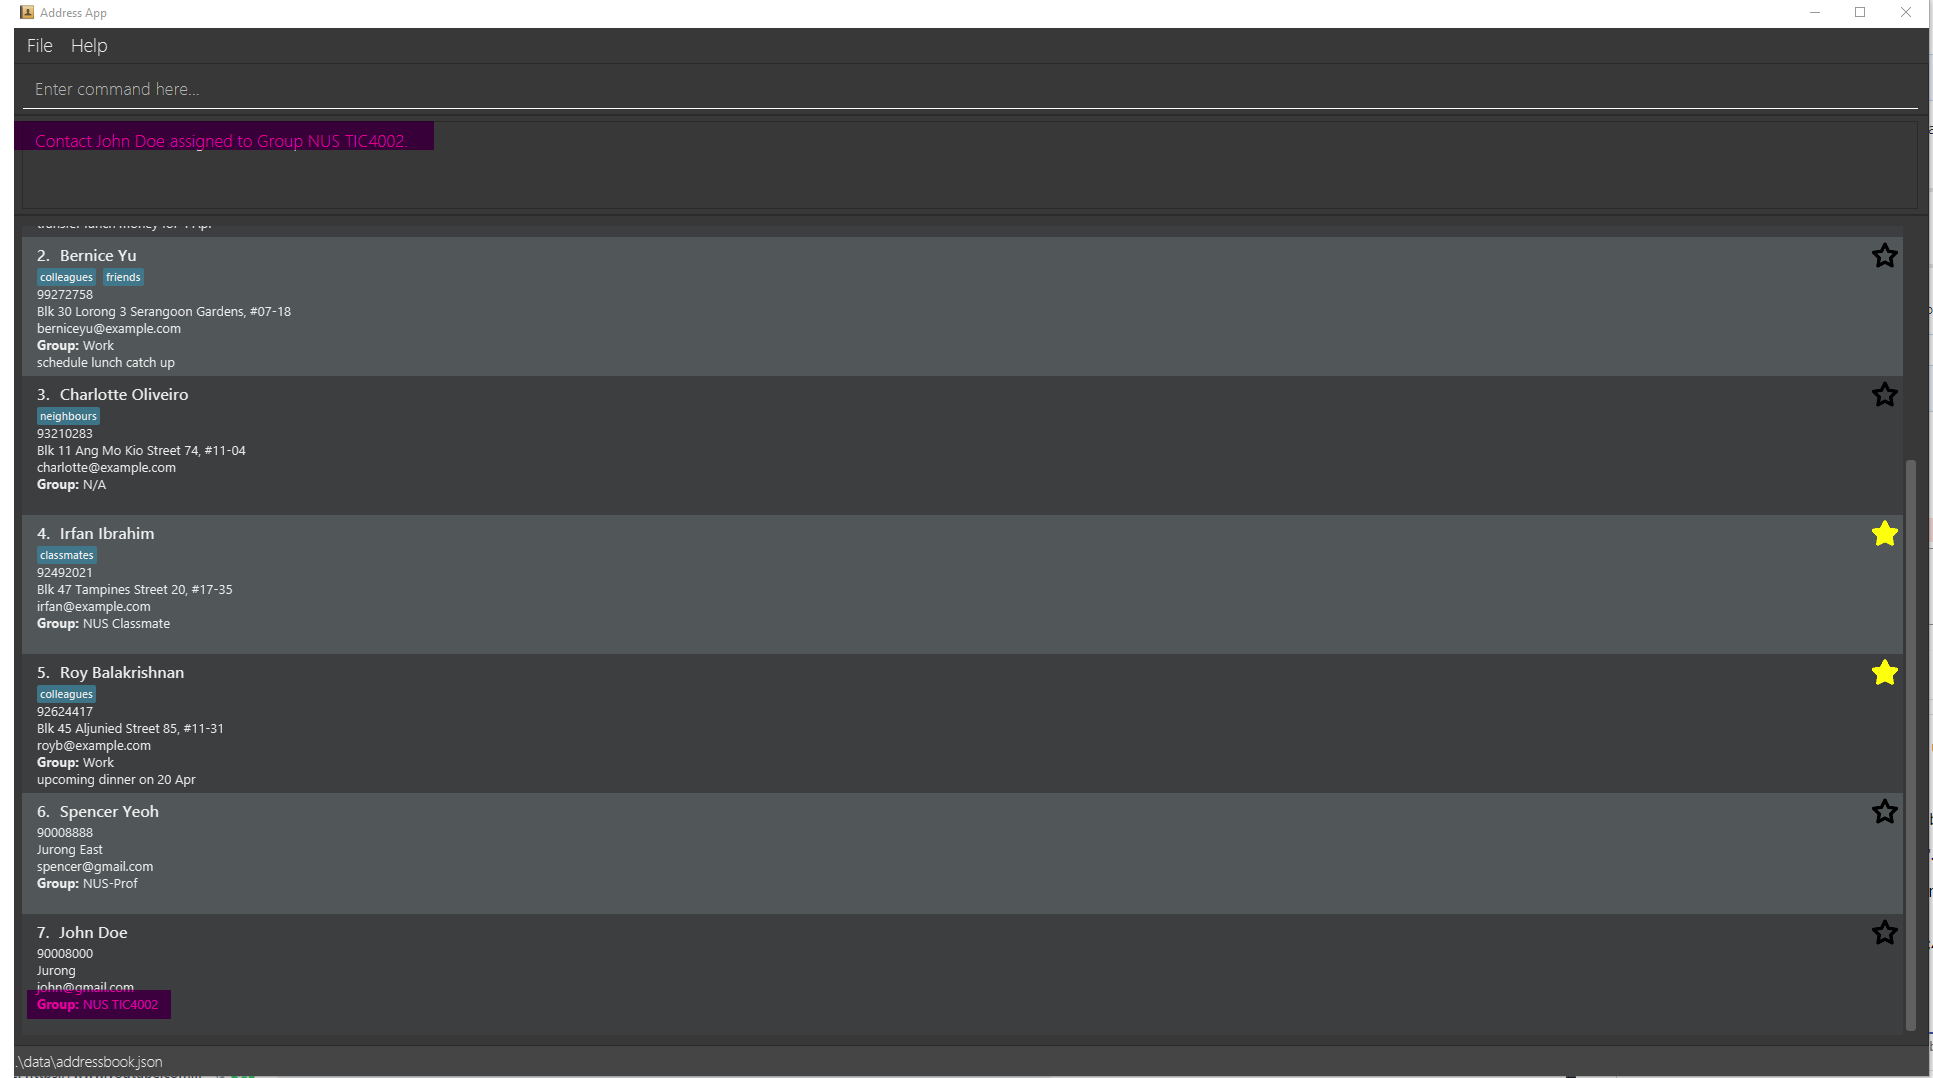 Address App
File Help
Enter command here...
Contact John Doe assigned to Group NUS TIC4002.
transfer lunch money for 4 Apr
2. Bernice Yu
colleagues friends
99272758
Blk 30 Lorong 3 Serangoon Gardens, #07-18
berniceyu@example.com
Group: Work
schedule lunch catch up
3. Charlotte Oliveiro
neighbours
93210283
Blk 11 Ang Mo Kio Street 74, #11-04
charlotte@example.com
Group: N/A
4. Irfan Ibrahim
classmates
92492021
Blk 47 Tampines Street 20, #17-35
irfan@example.com
Group: NUS Classmate
5. Roy Balakrishnan
colleagues
92624417
Blk 45 Aljunied Street 85, #11-31
royb@example.com
Group: Work
upcoming dinner on 20 Apr
6. Spencer Yeoh
90008888
Jurong East
spencer@gmail.com
Group: NUS-Prof
7. John Doe
90008000
Jurong
john@gmail.com
Group: NUS TIC4002
.\data\addressbook.json